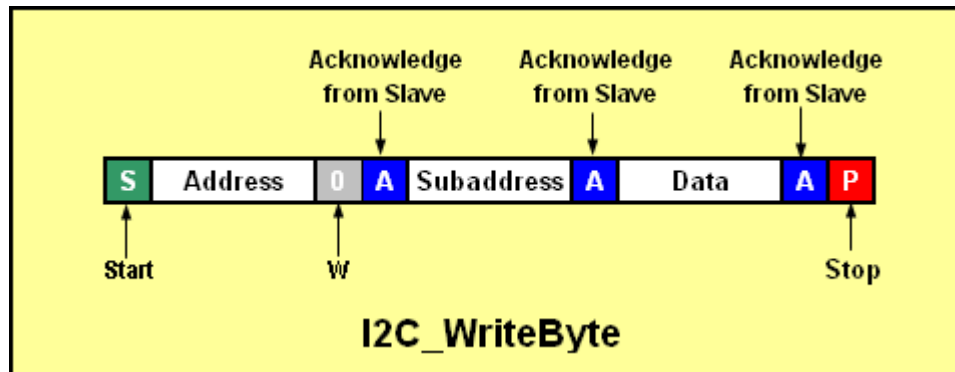 Acknowledge from Slave
Acknowledge from Slave
Acknowledge from Slave
S Address 0 A Subaddress A Data A P
Start W Stop
I2C_WriteByte